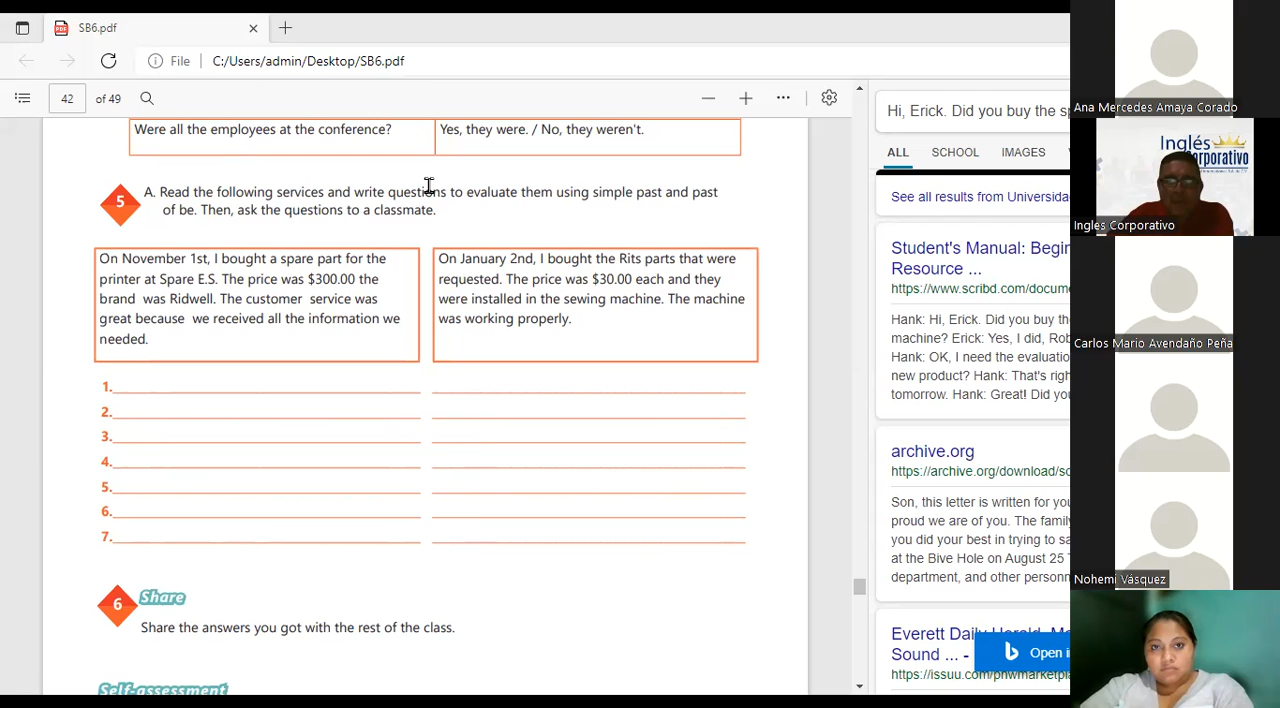 SB6.pdf
File
C:/Users/admin/Desktop/SB6.pdf
42
of 49
Were all the employees at the conference?
Yes, they were. / No, they weren't.
5
A. Read the following services and write questions to evaluate them using simple past and past
of be. Then, ask the questions to a classmate.
On November 1st, I bought a spare part for the
printer at Spare E.S. The price was $300.00 the
brand was Ridwell. The customer service was
great because we received all the information we
needed.
On January 2nd, I bought the Rits parts that were
requested. The price was $30.00 each and they
were installed in the sewing machine. The machine
was working properly.
1.
2.
3.
4.
5.
6.
7.
6
Share
Share the answers you got with the rest of the class.
Self-assessment
Hi, Erick. Did you buy the sp
ALL
SCHOOL
IMAGES
See all results from Universida
Student's Manual: Begin
Resource ...
https://www.scribd.com/docume
Hank: Hi, Erick. Did you buy the
machine? Erick: Yes, I did, Rob
Hank: OK, I need the evaluation
new product? Hank: That's righ
tomorrow. Hank: Great! Did you
archive.org
https://archive.org/download/sc
Son, this letter is written for you
proud we are of you. The family
you did your best in trying to sa
at the Bive Hole on August 25
department, and other personn
Everett Daily Herald, M
Sound ... -
Open i
https://issuu.com/pnwmarketpla
Ana Mercedes Amaya Corado
Inglés
Corporativo
Ingles Corporativo
Carlos Mario Avendaño Peña
Nohemi Vásquez